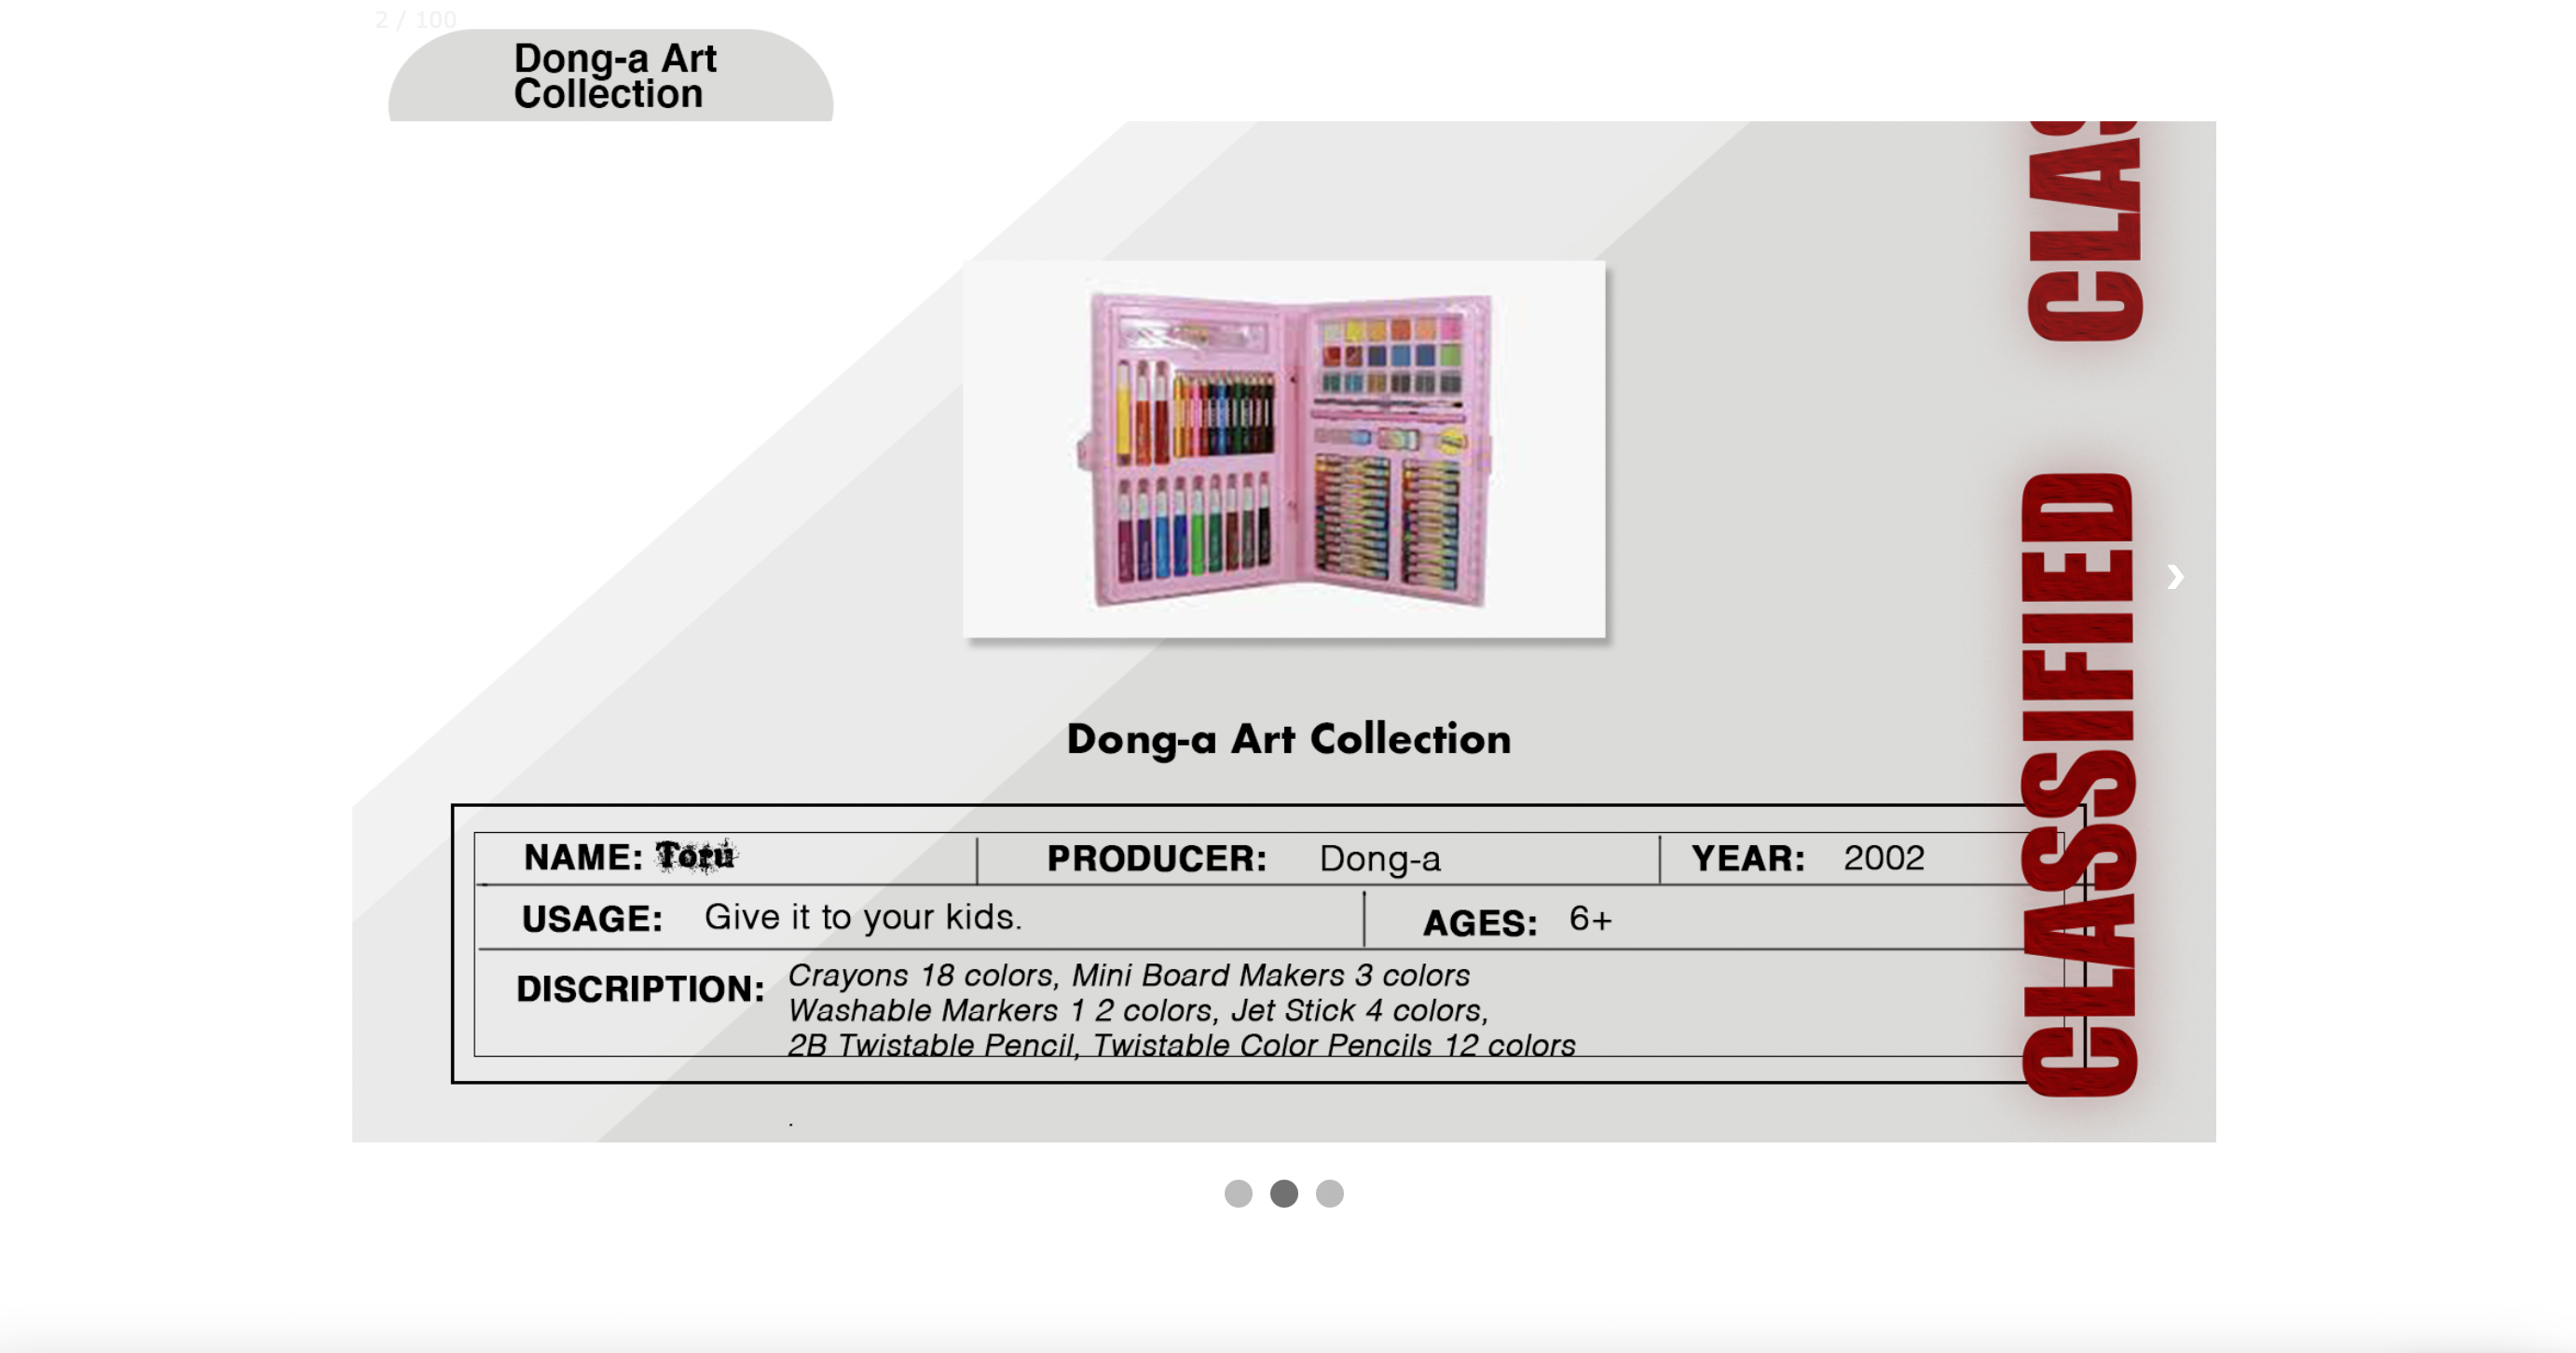 2 / 100
Dong-a Art
Collection
CLAS
CLASSIFIED
Dong-a Art Collection
NAME: Toru
PRODUCER: Dong-a
YEAR: 2002
USAGE: Give it to your kids.
AGES: 6+
DISCRIPTION: Crayons 18 colors, Mini Board Makers 3 colors
Washable Markers 1 2 colors, Jet Stick 4 colors,
2B Twistable Pencil, Twistable Color Pencils 12 colors
.